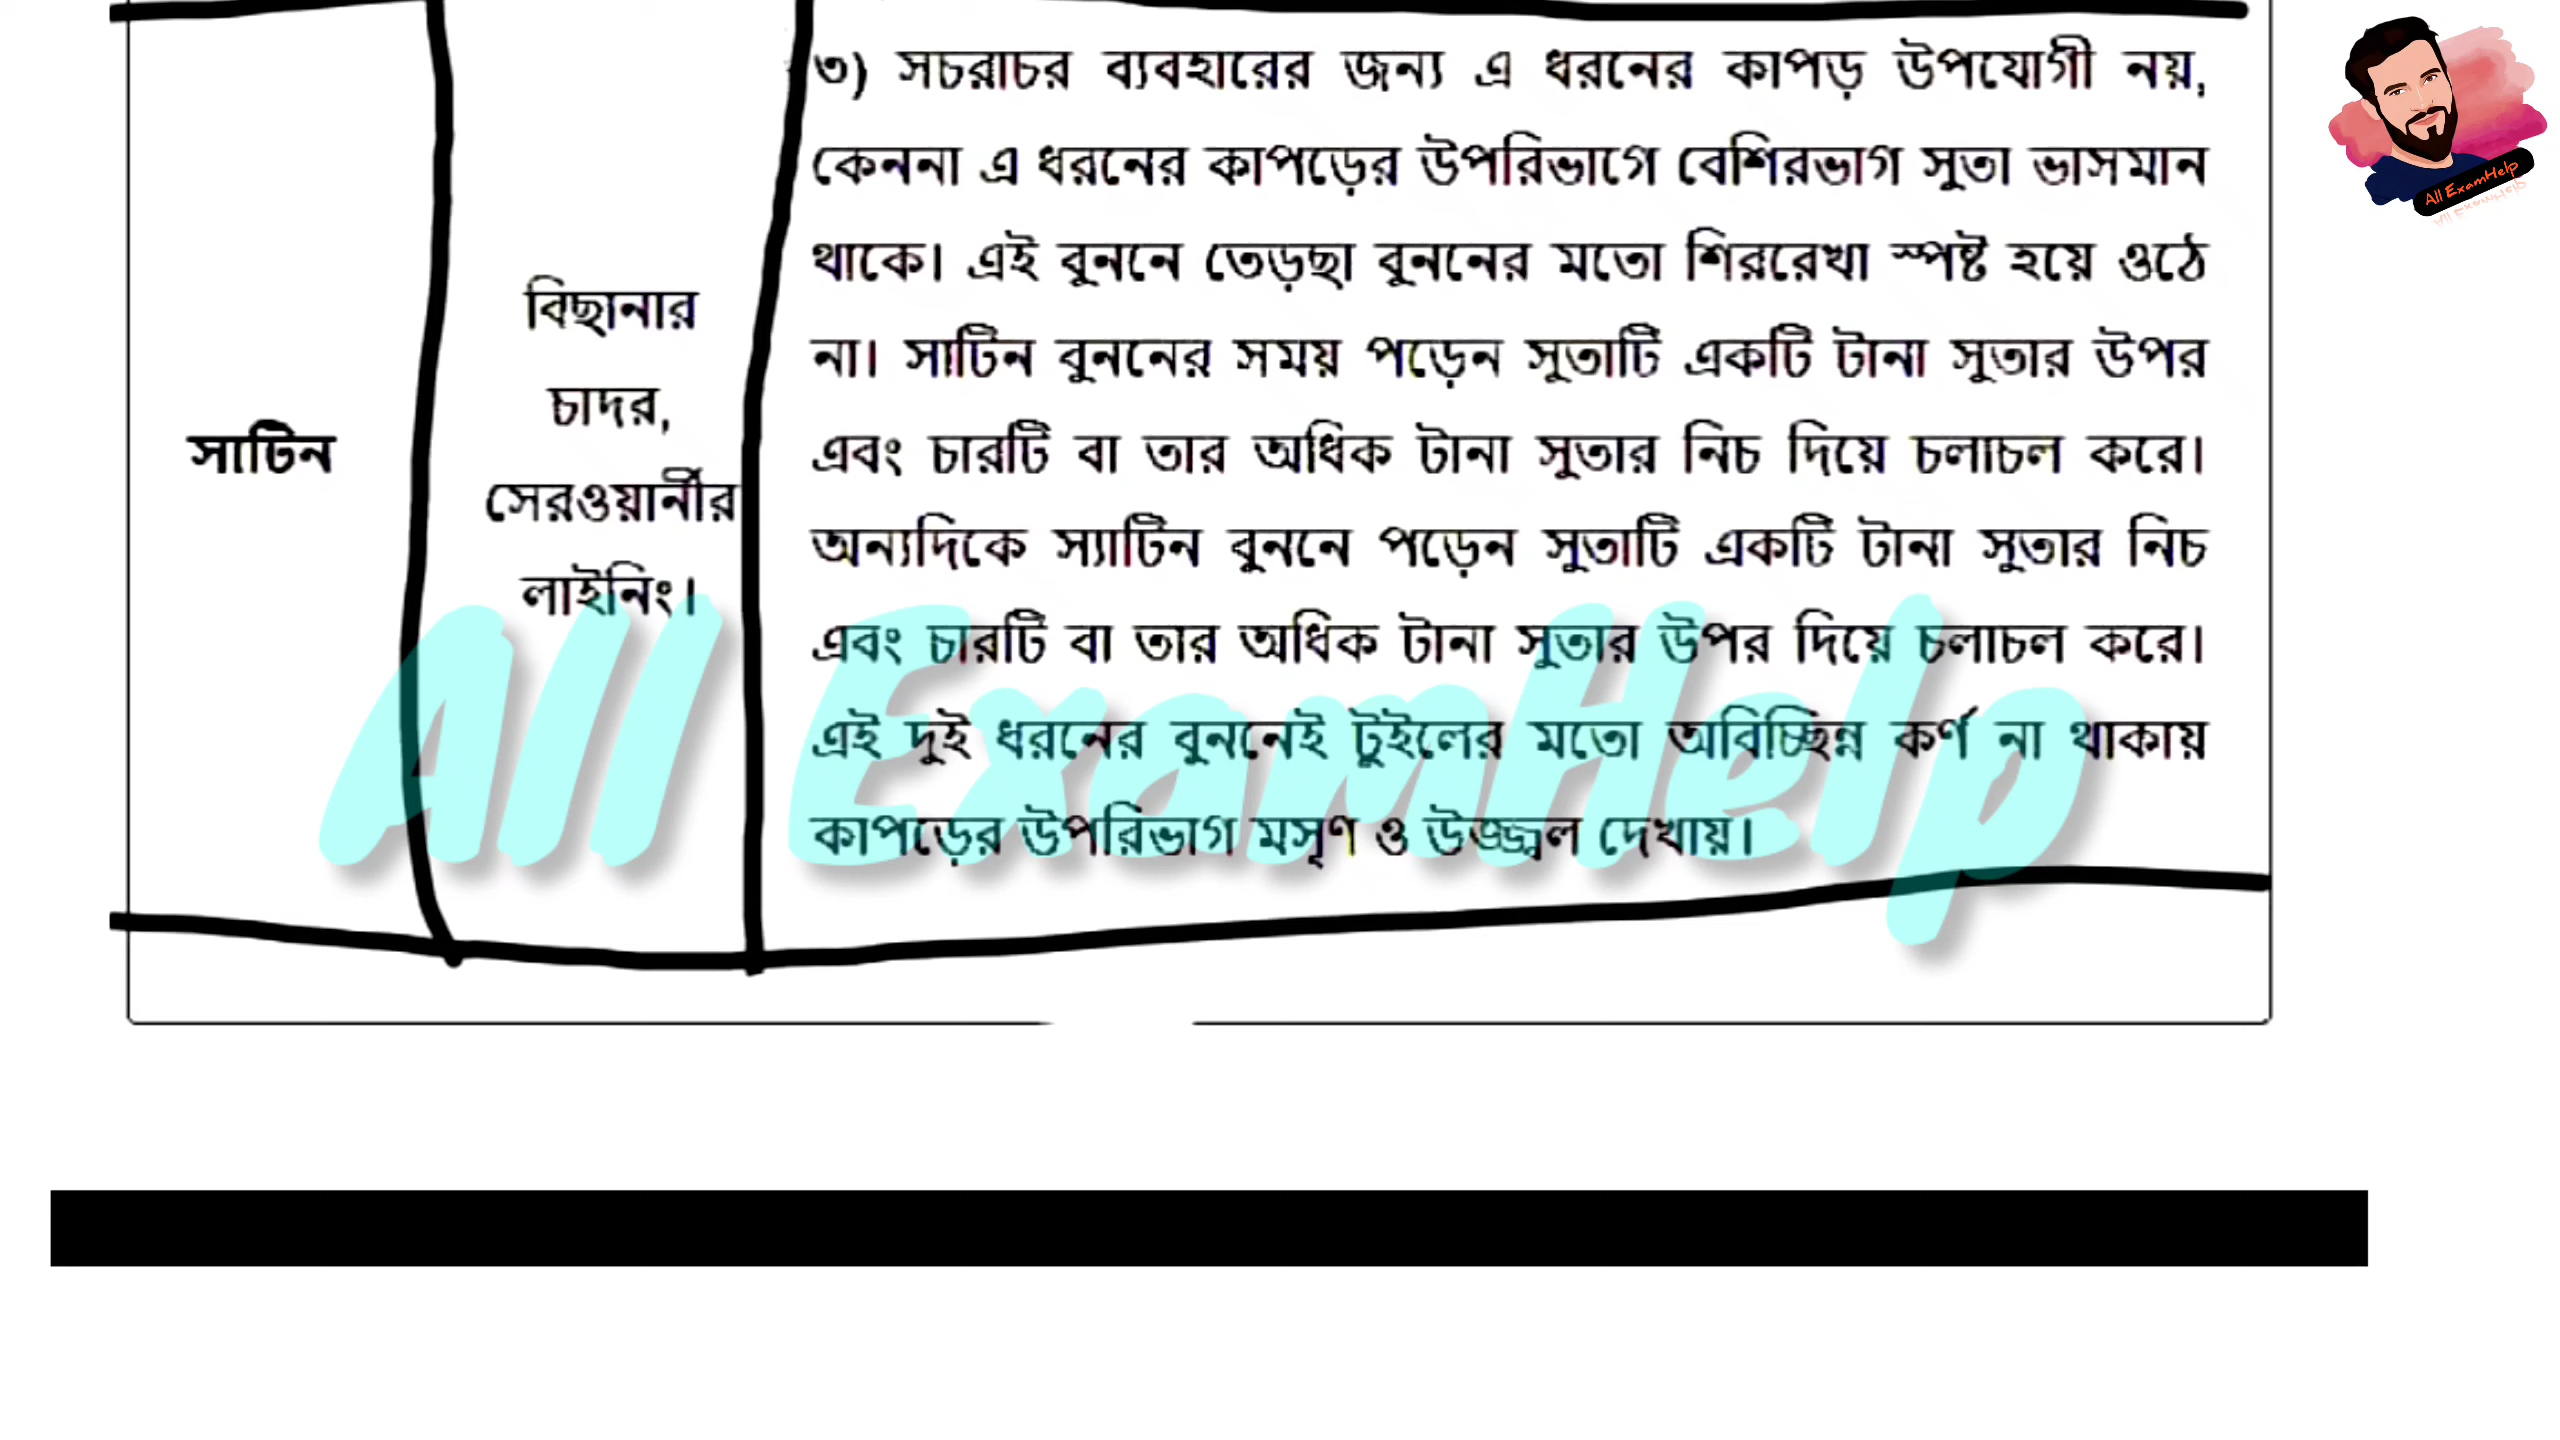 সাটিন
বিছানার
চাদর,
সেরওয়ানীর
লাইনিং।
৩) সচরাচর ব্যবহারের জন্য এ ধরনের কাপড় উপযোগী নয়,
কেননা এ ধরনের কাপড়ের উপরিভাগে বেশিরভাগ সুতা ভাসমান
থাকে। এই বুননে তেড়ছা বুননের মতো শিররেখা স্পষ্ট হয়ে ওঠে
না। সাটিন বুননের সময় পড়েন সুতাটি একটি টানা সুতার উপর
এবং চারটি বা তার অধিক টানা সুতার নিচ দিয়ে চলাচল করে।
অন্যদিকে স্যাটিন বুননে পড়েন সুতাটি একটি টানা সুতার নিচ
এবং চারটি বা তার অধিক টানা সুতার উপর দিয়ে চলাচল করে।
এই দুই ধরনের বুননেই টুইলের মতো অবিচ্ছিন্ন কর্ণ না থাকায়
কাপড়ের উপরিভাগ মসৃণ ও উজ্জ্বল দেখায়।
All ExamHelp
All ExamHelp